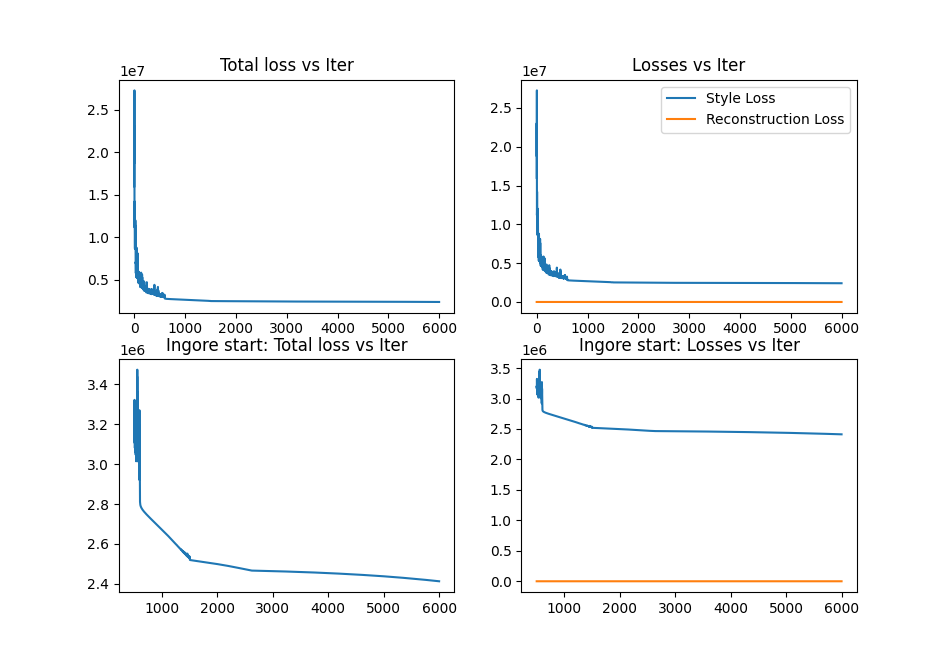 Total loss vs Iter
1e7
2.5
2.0
1.5
1.0
0.5
0 1000 2000 3000 4000 5000 6000
Losses vs Iter
1e7
Style Loss
Reconstruction Loss
2.5
2.0
1.5
1.0
0.5
0.0
0 1000 2000 3000 4000 5000 6000
Ingore start: Total loss vs Iter
1e6
3.4
3.2
3.0
2.8
2.6
2.4
1000 2000 3000 4000 5000 6000
Ingore start: Losses vs Iter
1e6
3.5
3.0
2.5
2.0
1.5
1.0
0.5
0.0
1000 2000 3000 4000 5000 6000